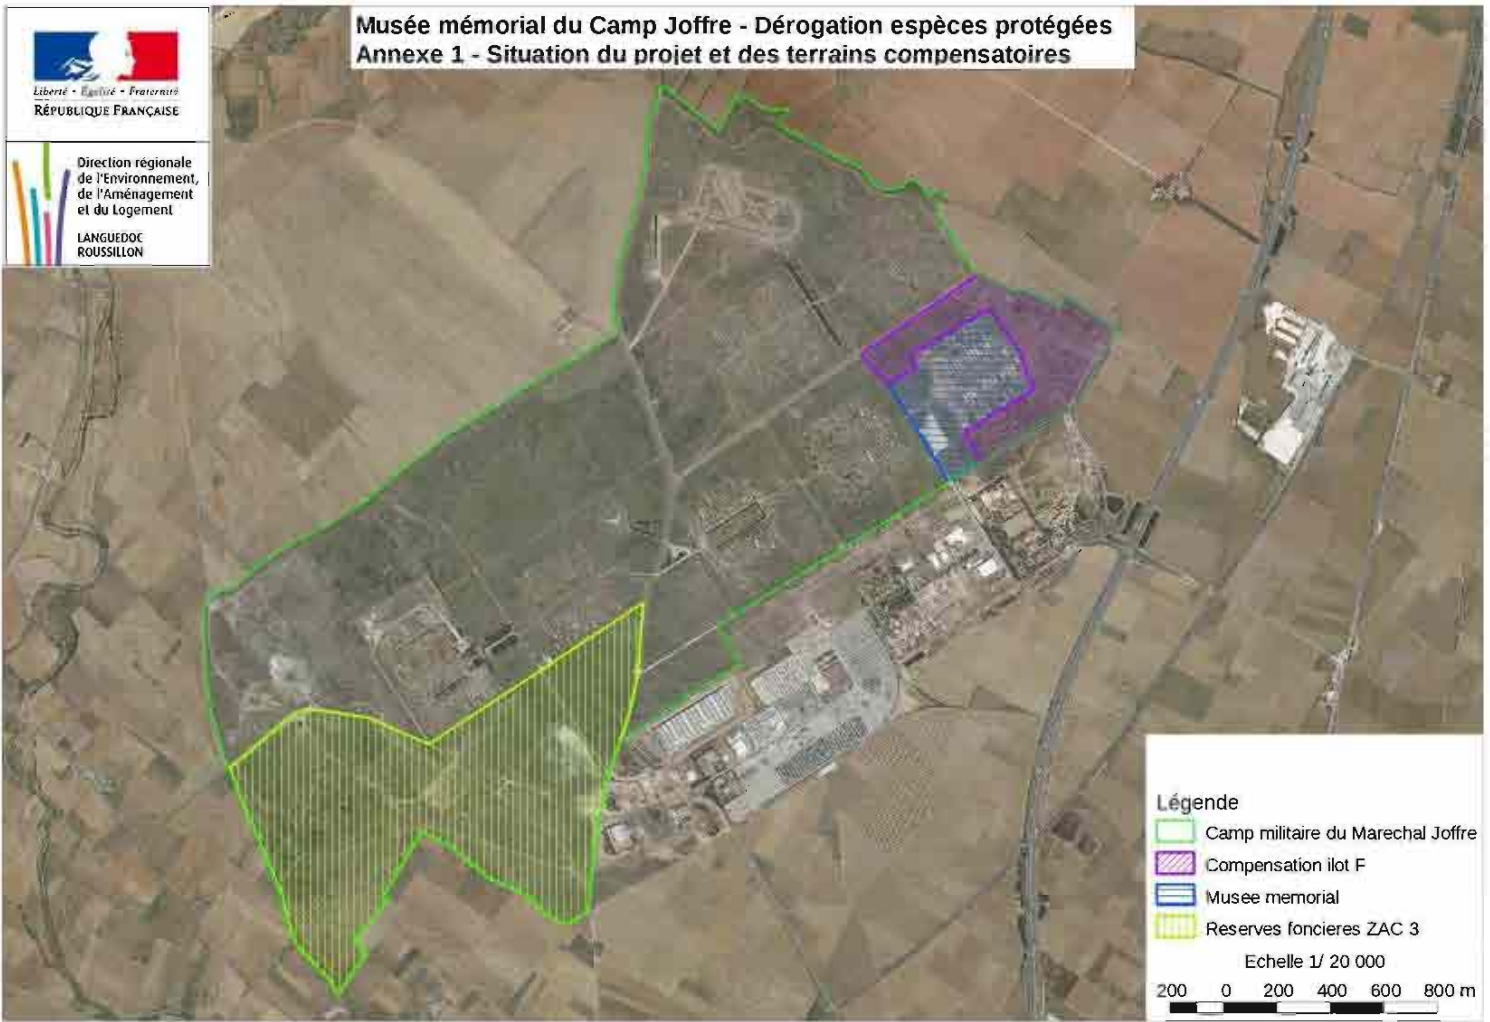 Musée mémorial du Camp Joffre - Dérogation espèces protégées
Annexe 1 - Situation du projet et des terrains compensatoires
Liberté • Égalité • Fraternité
RÉPUBLIQUE FRANÇAISE
Direction régionale
de l'Environnement,
de l'Aménagement
et du Logement
LANGUEDOC
ROUSSILLON
Légende
Camp militaire du Marechal Joffre
Compensation ilot F
Musee memorial
Reserves foncieres ZAC 3
Echelle 1/ 20 000
200 0 200 400 600 800 m